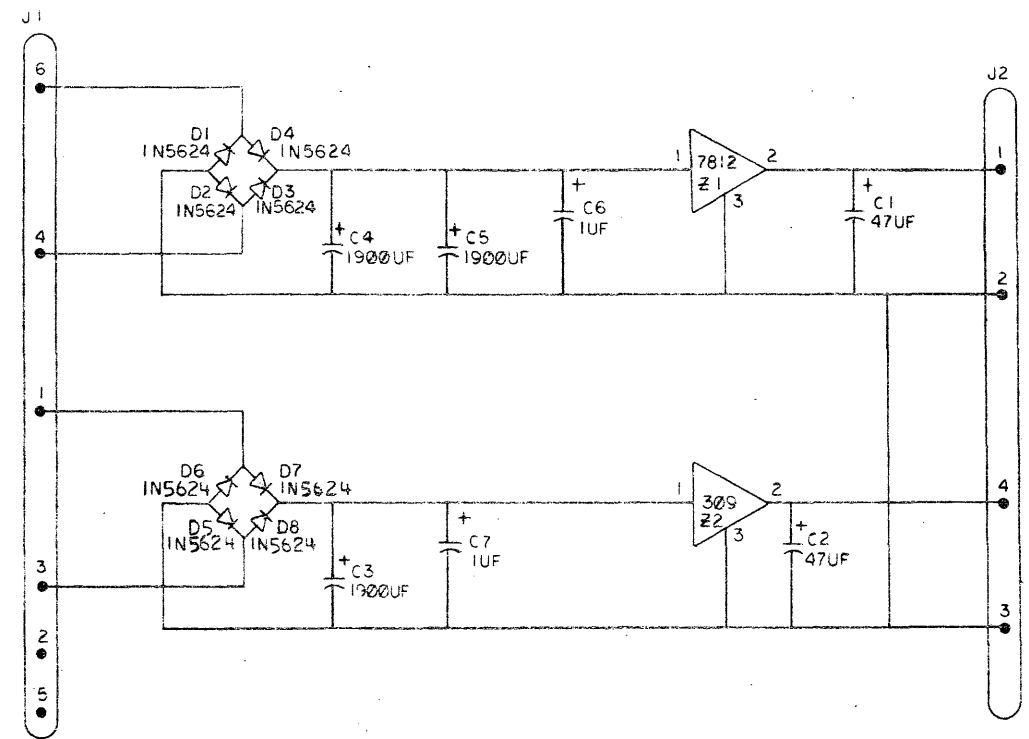 J1
6
4
1
3
2
5
D1
1N5624
D4
1N5624
D2
1N5624
D3
1N5624
+ C4
1900UF
+ C5
1900UF
+
C6
1UF
1
7812
Z1
2
3
+
C1
47UF
J2
1
2
4
3
D6
1N5624
D7
1N5624
D5
1N5624
D8
1N5624
+ C3
1900UF
+
C7
1UF
1
309
Z2
2
3
+
C2
47UF